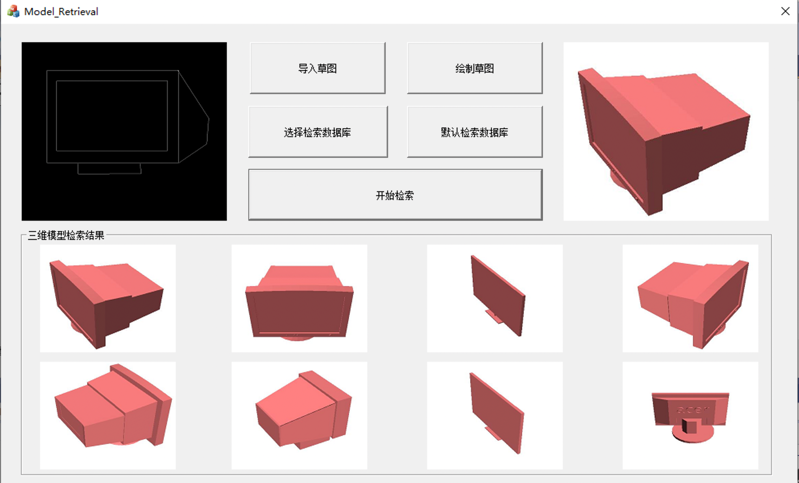 Model_Retrieval
导入草图
绘制草图
选择检索数据库
默认检索数据库
开始检索
三维模型检索结果